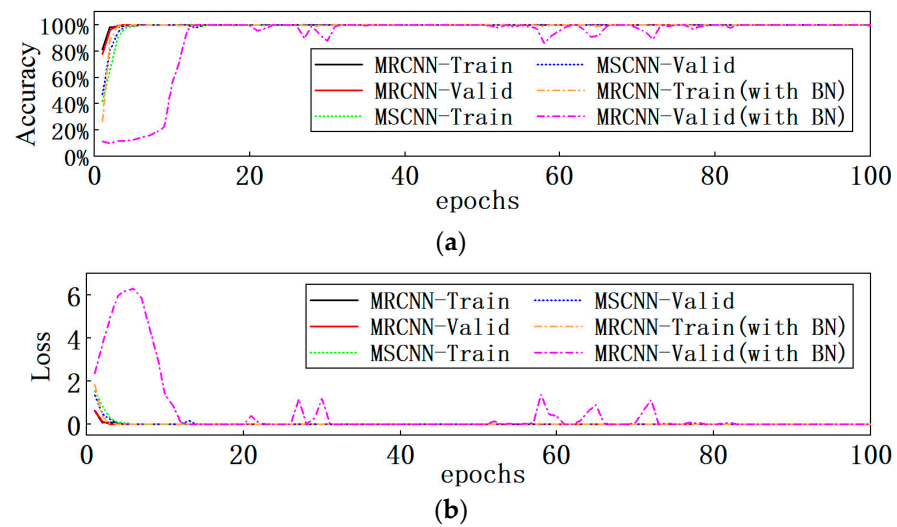 100%
80%
60%
40%
20%
0%
Accuracy
MRCNN-Train
MRCNN-Valid
MSCNN-Train
MSCNN-Valid
MRCNN-Train(with BN)
MRCNN-Valid(with BN)
0 20 40 60 80 100
epochs
(a)
6
4
2
0
Loss
MRCNN-Train
MRCNN-Valid
MSCNN-Train
MSCNN-Valid
MRCNN-Train(with BN)
MRCNN-Valid(with BN)
0 20 40 60 80 100
epochs
(b)